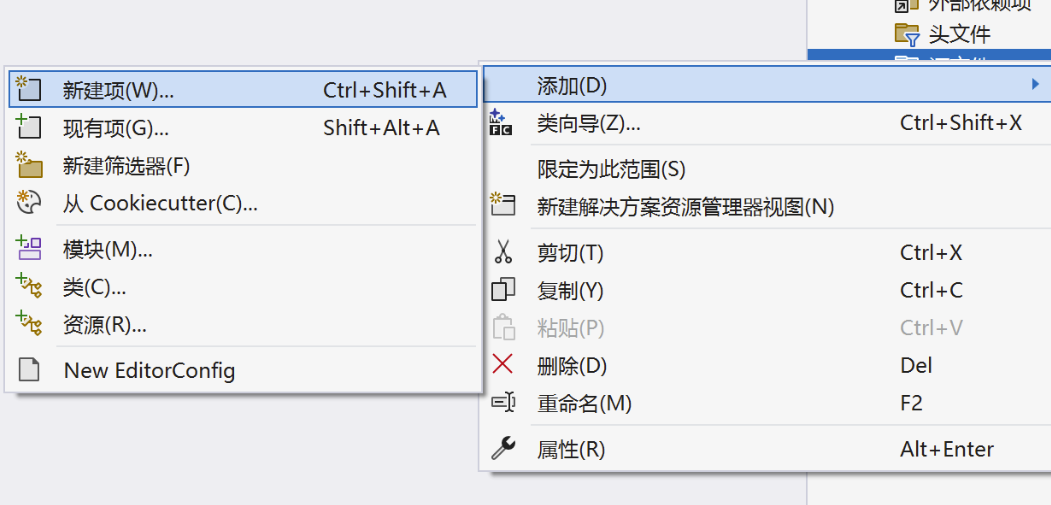 外部依赖项
头文件
新建项(W)... Ctrl+Shift+A
现有项(G)... Shift+Alt+A
新建筛选器(F)
从 Cookiecutter(C)...
模块(M)...
类(C)...
资源(R)...
New EditorConfig
添加(D)
类向导(Z)... Ctrl+Shift+X
限定为此范围(S)
新建解决方案资源管理器视图(N)
剪切(T) Ctrl+X
复制(Y) Ctrl+C
粘贴(P) Ctrl+V
删除(D) Del
重命名(M) F2
属性(R) Alt+Enter